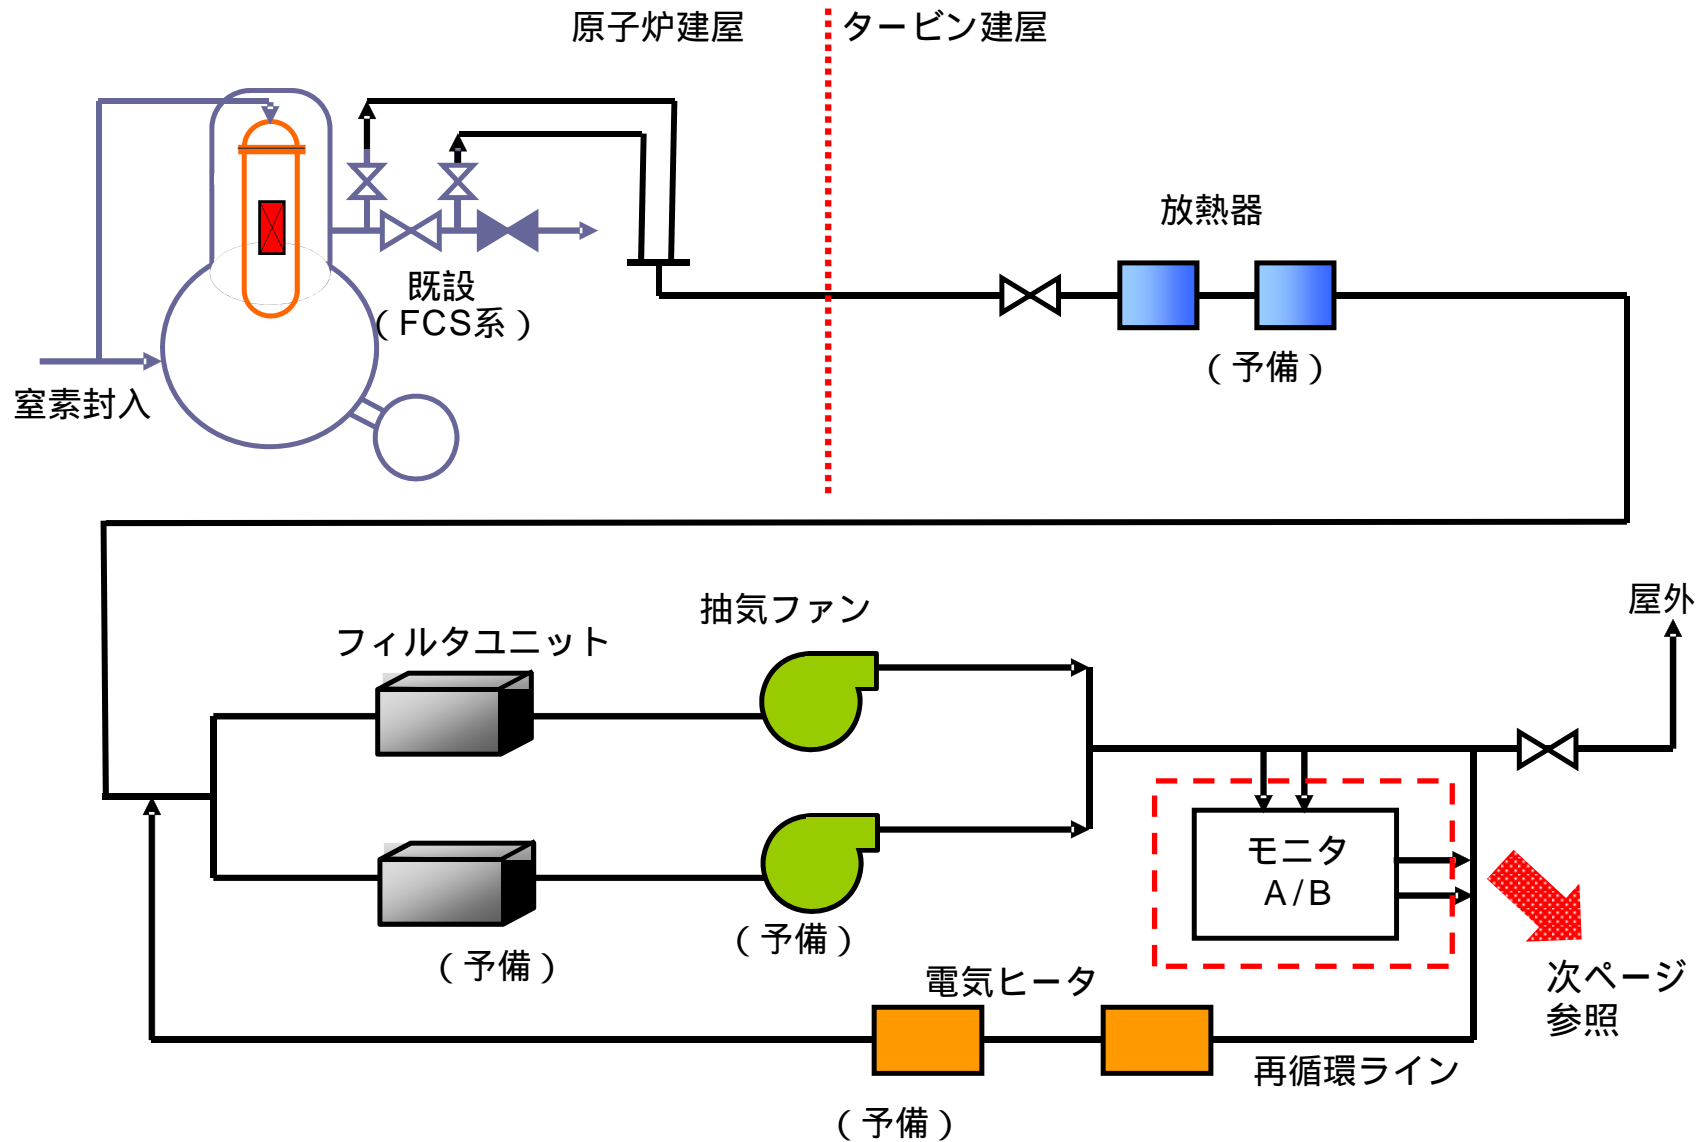 原子炉建屋
タービン建屋
放熱器
既設
（FCS系）
（予備）
窒素封入
屋外
抽気ファン
フィルタユニット
モニタ
A/B
（予備）
（予備）
電気ヒータ
次ページ
参照
再循環ライン
（予備）